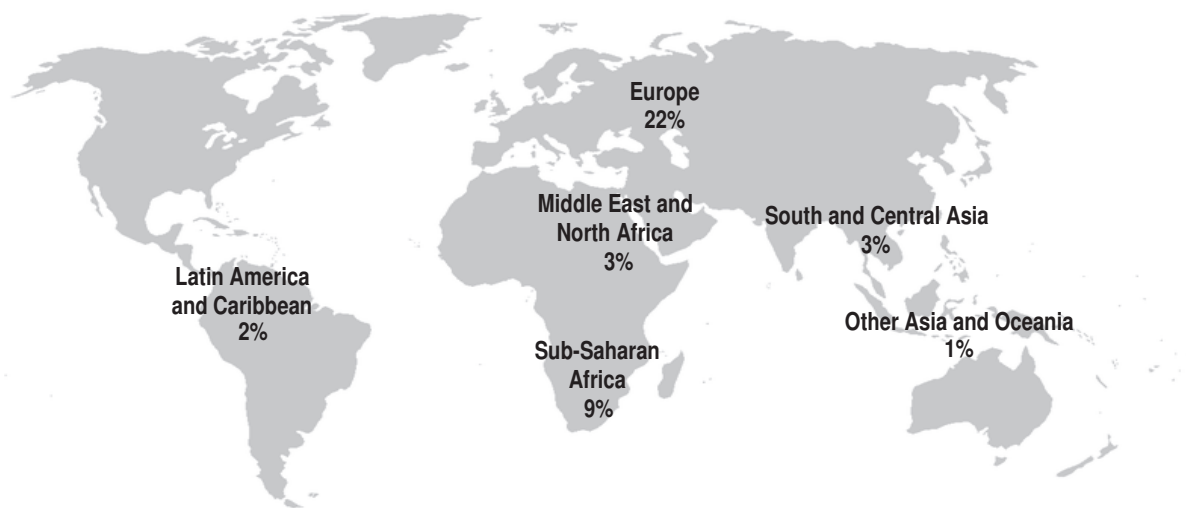 Europe
22%
Middle East and
North Africa
3%
South and Central Asia
3%
Latin America
and Caribbean
2%
Other Asia and Oceania
1%
Sub-Saharan
Africa
9%